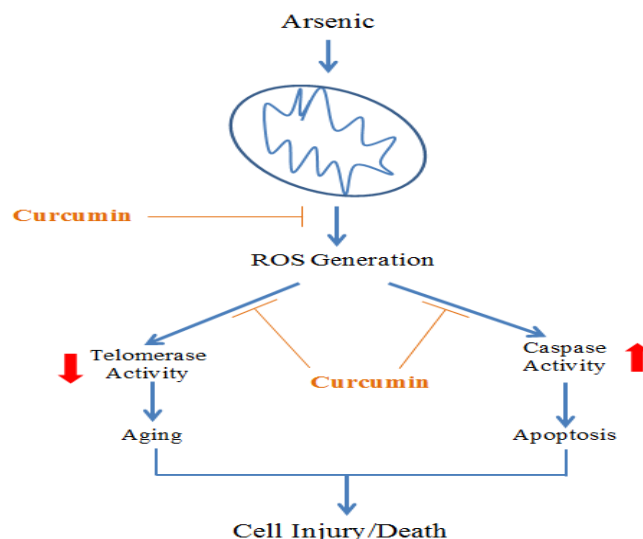 Arsenic
Curcumin
ROS Generation
Telomerase
Activity
Caspase
Activity
Curcumin
Aging
Apoptosis
Cell Injury/Death